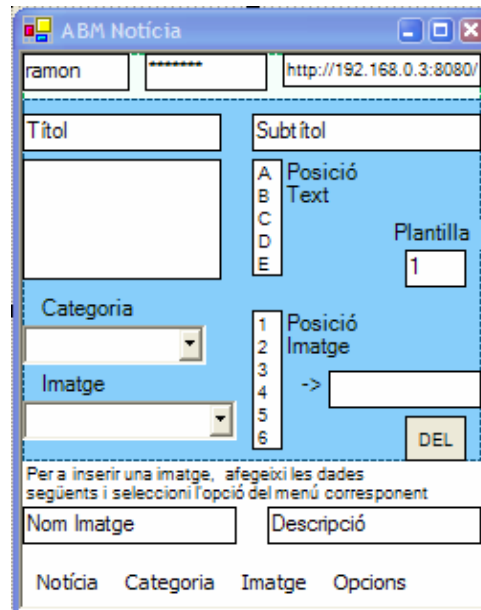 ABM Notícia
ramon ******* http://192.168.0.3:8080/
Títol Subtítol
A Posició
B Text
C
D Plantilla
E 1
Categoria
1 Posició
2 Imatge
3
Imatge
4 ->
5
6 DEL
Per a inserir una imatge, afegeixi les dades
següents i seleccioni l'opció del menú corresponent
Nom Imatge Descripció
Notícia Categoria Imatge Opcions